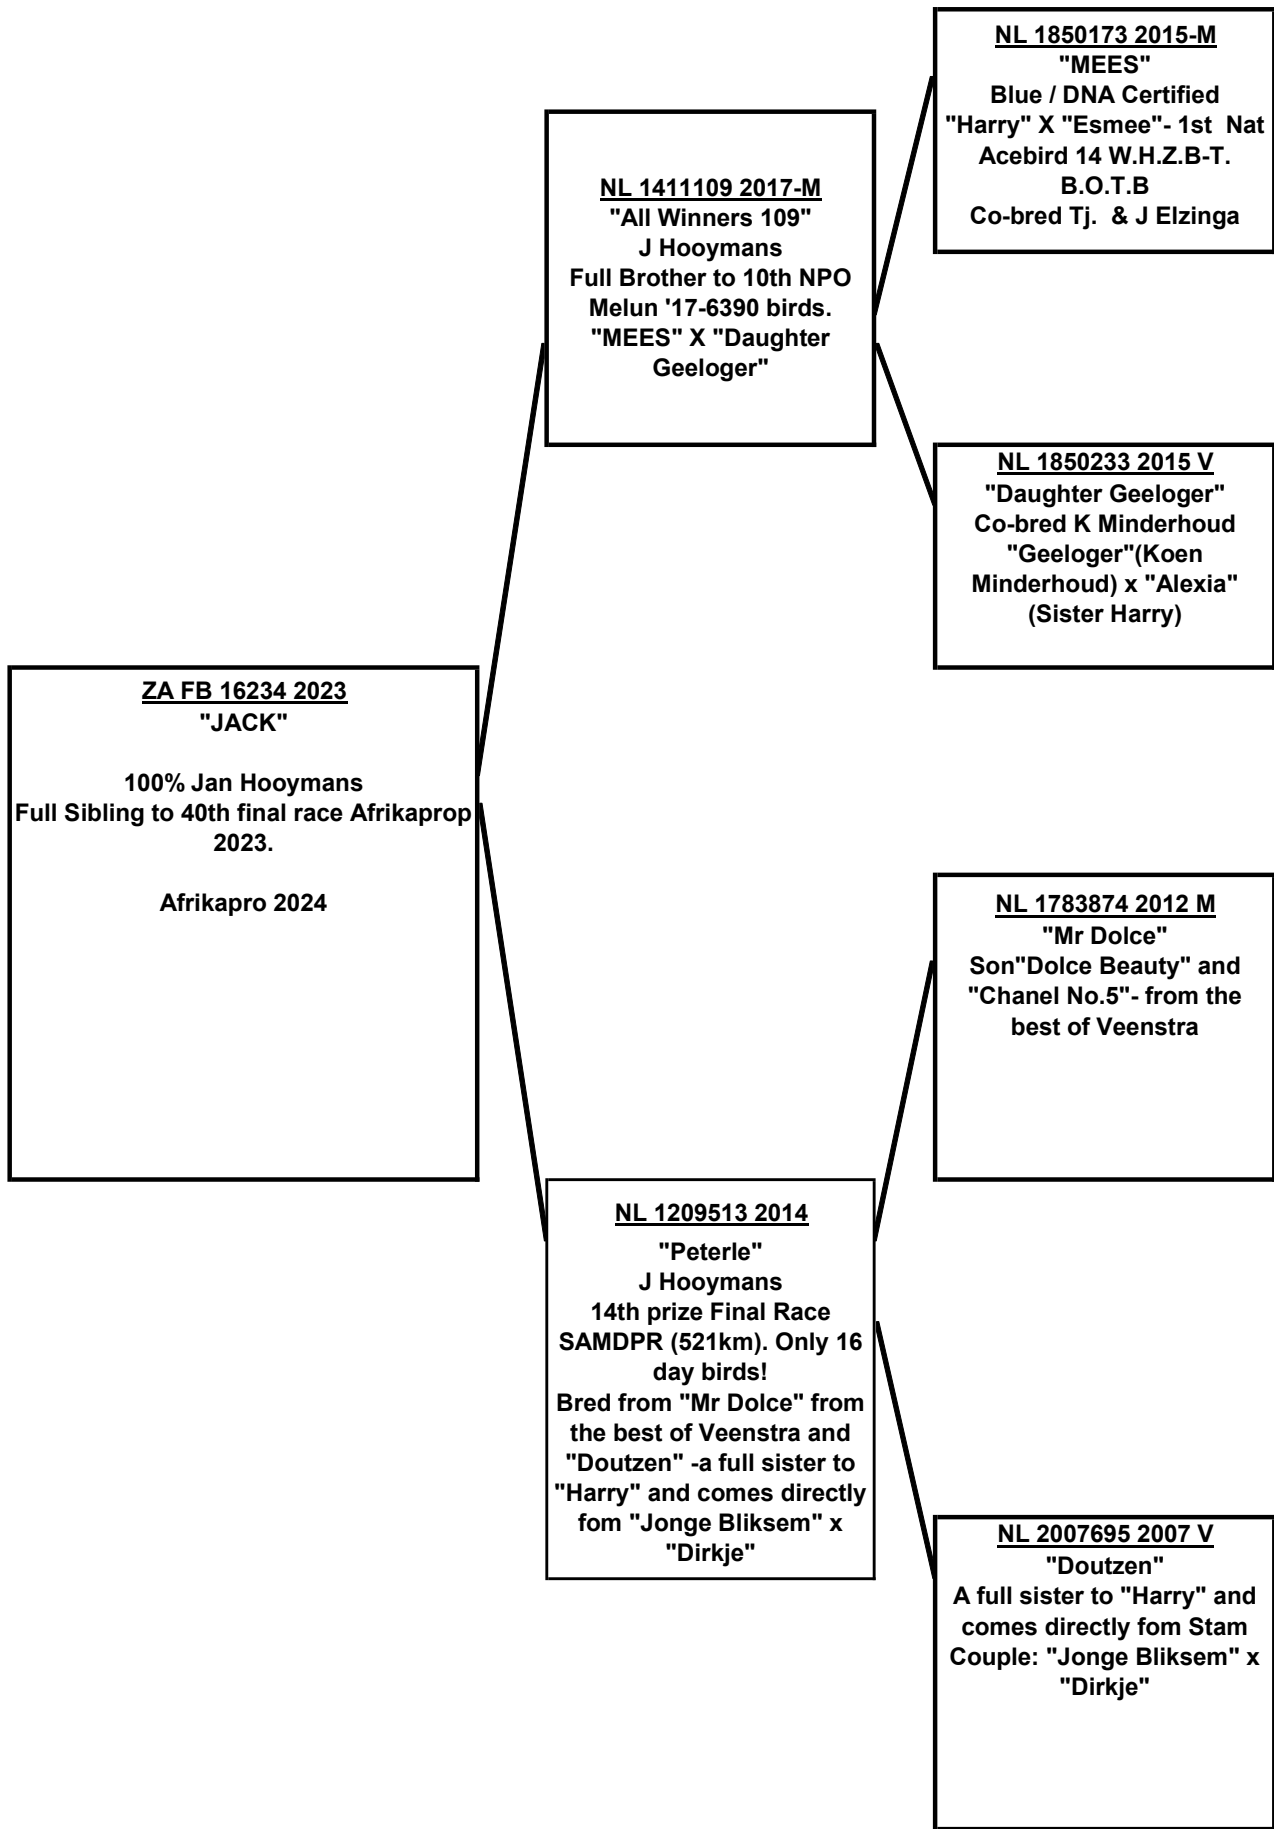 NL 1850173 2015-M
"MEES"
Blue / DNA Certified
"Harry" X "Esmee"- 1st  Nat
Acebird 14 W.H.Z.B-T.
B.O.T.B
Co-bred Tj.  & J Elzinga
NL 1411109 2017-M
"All Winners 109"
J Hooymans
Full Brother to 10th NPO
Melun '17-6390 birds.
"MEES" X "Daughter
Geeloger"
NL 1850233 2015 V
"Daughter Geeloger"
Co-bred K Minderhoud
"Geeloger"(Koen
Minderhoud) x "Alexia"
(Sister Harry)
ZA FB 16234 2023
"JACK"
100% Jan Hooymans
Full Sibling to 40th final race Afrikaprop
2023.
Afrikapro 2024
NL 1783874 2012 M
"Mr Dolce"
Son"Dolce Beauty" and
"Chanel No.5"- from the
best of Veenstra
NL 1209513 2014
"Peterle"
J Hooymans
14th prize Final Race
SAMDPR (521km). Only 16
day birds!
Bred from "Mr Dolce" from
the best of Veenstra and
"Doutzen" -a full sister to
"Harry" and comes directly
fom "Jonge Bliksem" x
"Dirkje"
NL 2007695 2007 V
"Doutzen"
A full sister to "Harry" and
comes directly fom Stam
Couple: "Jonge Bliksem" x
"Dirkje"